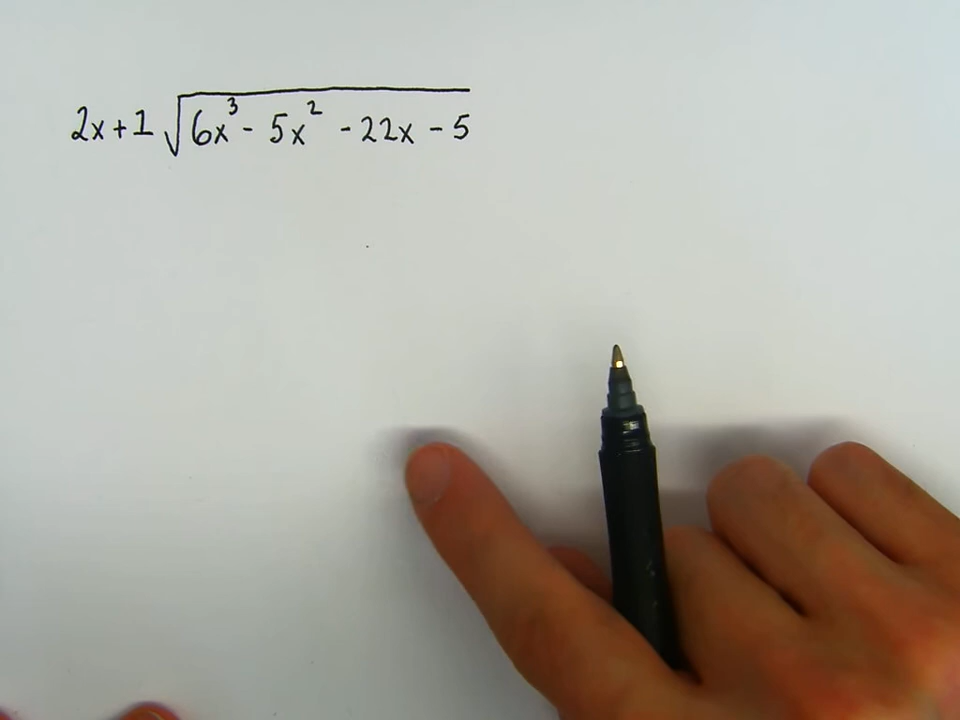 2x+1 √6x³ - 5x² - 22x - 5